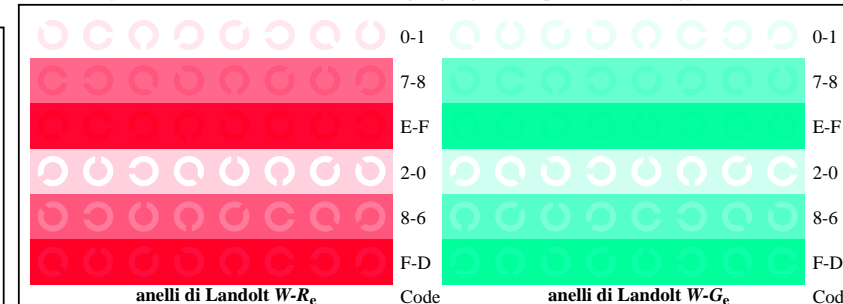 0-1
7-8
E-F
2-0
8-6
F-D
anelli di Landolt W-Re
Code
0-1
7-8
E-F
2-0
8-6
F-D
anelli di Landolt W-Ge